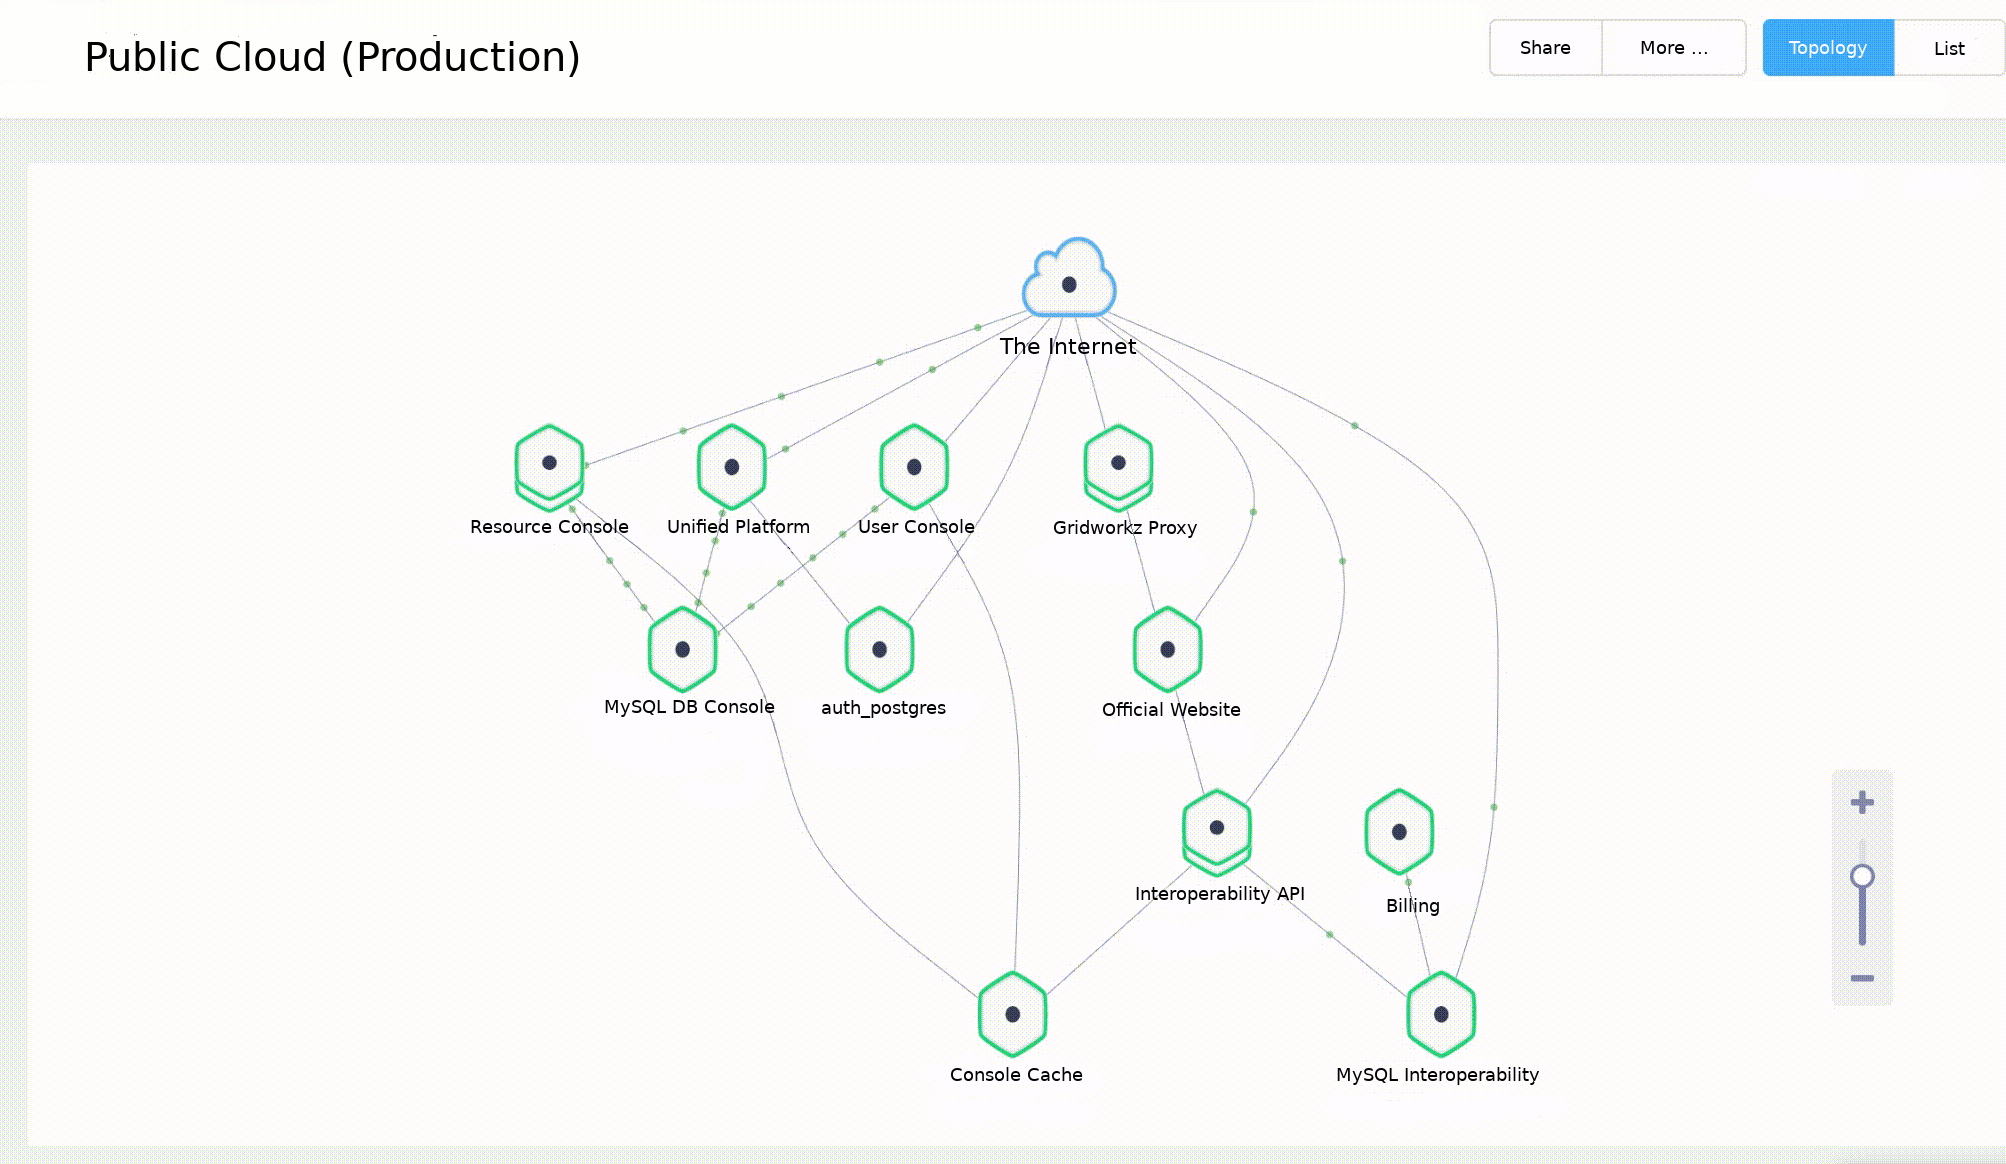 Public Cloud (Production)
Share
More ...
Topology
List
The Internet
Resource Console
Unified Platform
User Console
Gridworkz Proxy
MySQL DB Console
auth_postgres
Official Website
Interoperability API
Billing
Console Cache
MySQL Interoperability